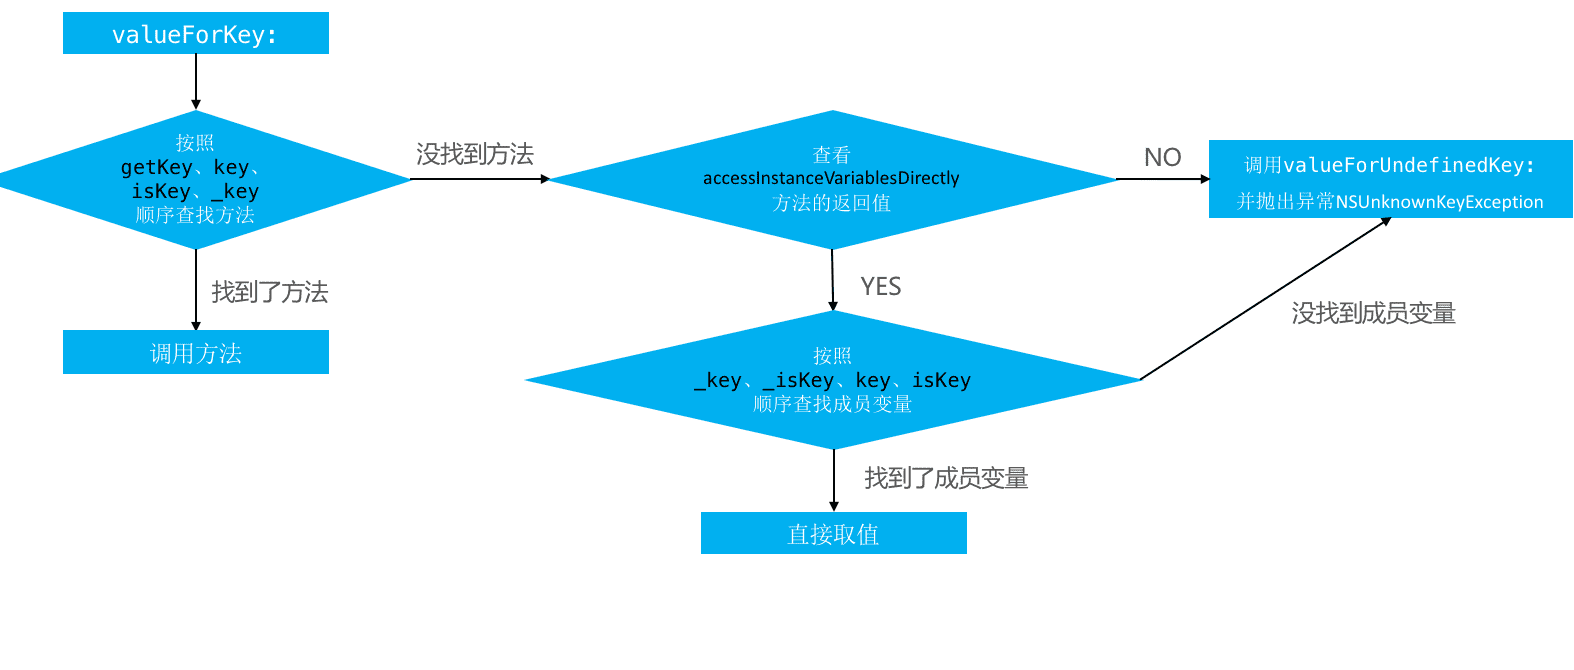 valueForKey:
按照
getKey、key、
isKey、_key
顺序查找方法
没找到方法
找到了方法
调用方法
查看
accessInstanceVariablesDirectly
方法的返回值
NO
调用valueForUndefinedKey:
并抛出异常NSUnknownKeyException
YES
没找到成员变量
按照
_key、_isKey、key、isKey
顺序查找成员变量
找到了成员变量
直接取值